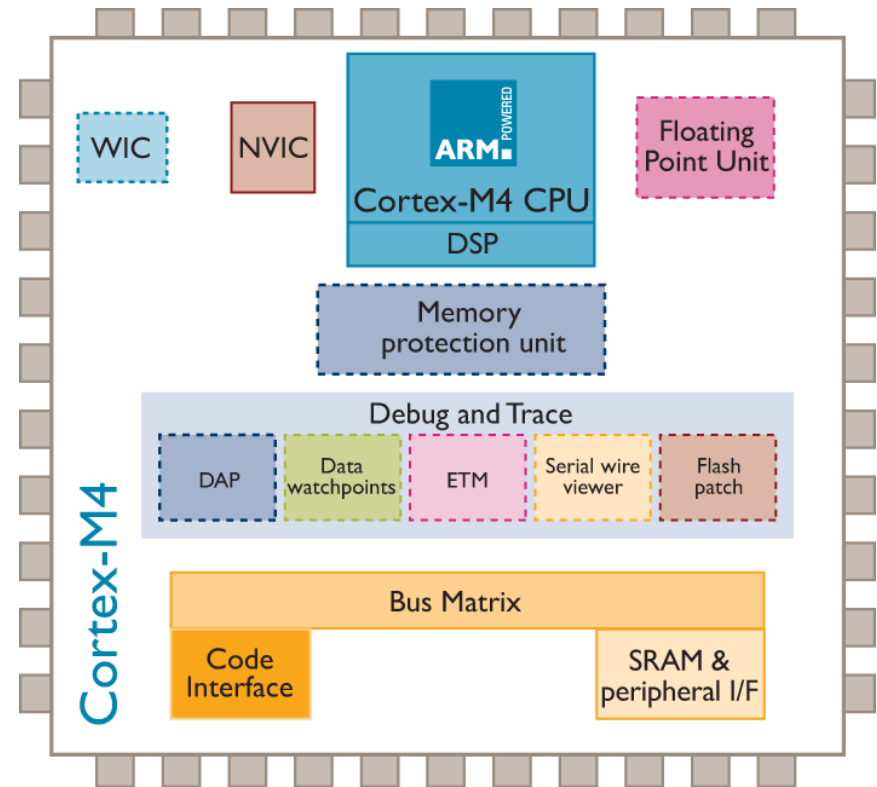 WIC
NVIC
ARM POWERED
Cortex-M4 CPU
DSP
Floating
Point Unit
Memory
protection unit
Debug and Trace
DAP
Data
watchpoints
ETM
Serial wire
viewer
Flash
patch
Cortex-M4
Bus Matrix
Code
Interface
SRAM &
peripheral I/F